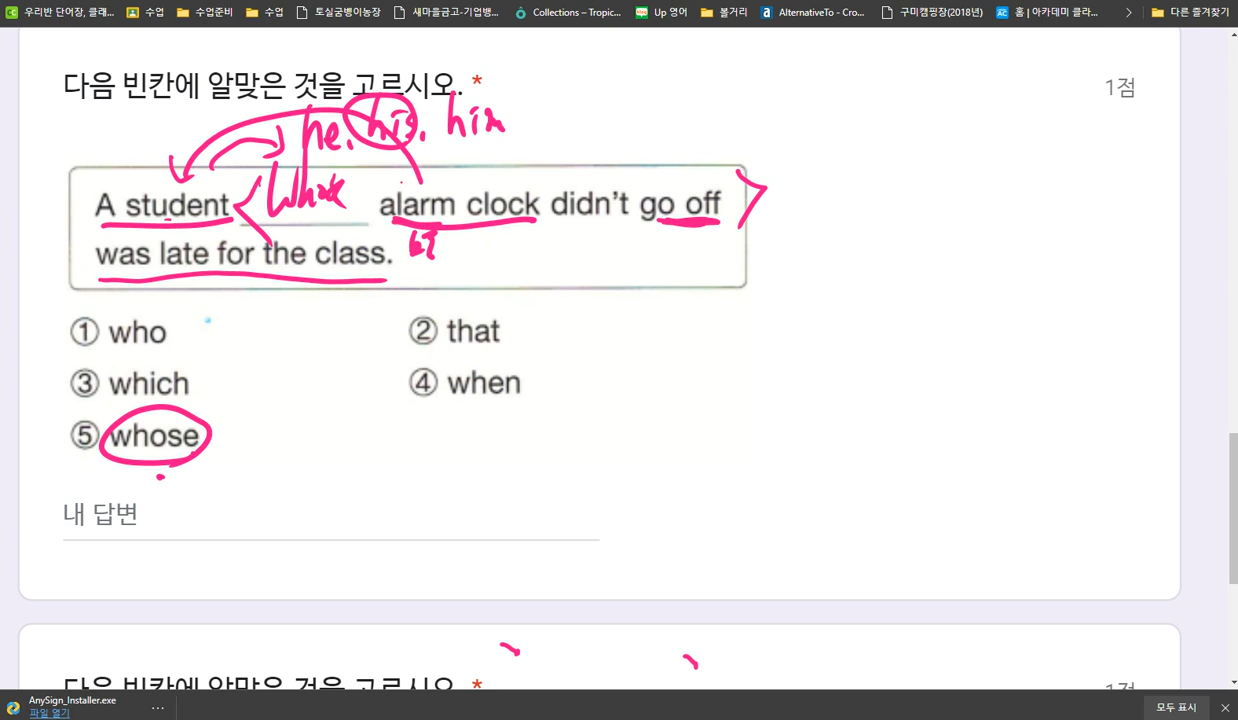 우리반 단어장, 클래... 수업 수업준비 수업 토실굼벵이농장 새마을금고-기업뱅... Collections – Tropic... Up 영어 볼거리 AlternativeTo - Cro... 구미캠핑장(2018년) 홈 | 아카데미 클라... 다른 즐겨찾기
다음 빈칸에 알맞은 것을 고르시오. * 1점
he, his, him
A student whose alarm clock didn't go off
was late for the class.
① who ② that
③ which ④ when
⑤ whose
내 답변
다음 빈칸에 알맞은 것을 고르시오. * 1점
AnySign_Installer.exe
파일 열기
모두 표시